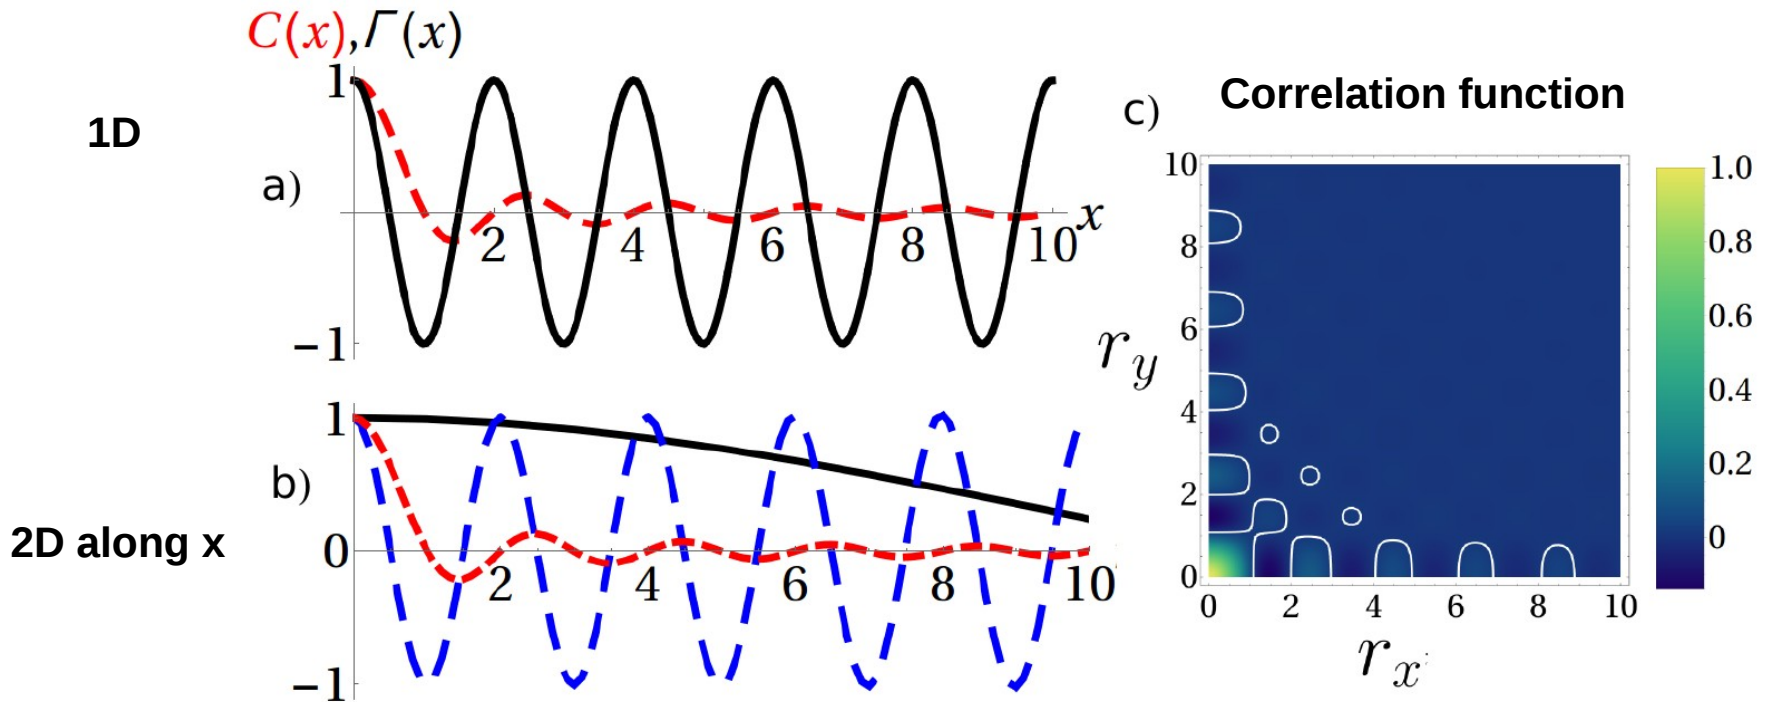 C(x),Γ(x)
1D
a)
1
-1
2 4 6 8 10
x
2D along x
b)
1
0
-1
2 4 6 8 10
c)
Correlation function
10
8
6
4
2
0
r_y
0 2 4 6 8 10
r_x
1.0
0.8
0.6
0.4
0.2
0